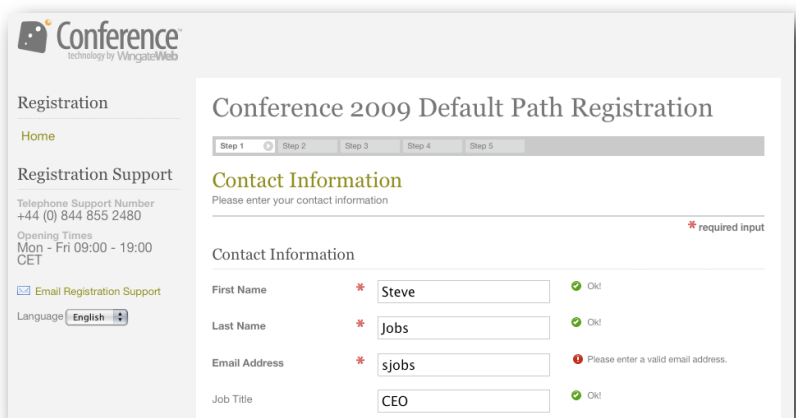 Conference
technology by WingateWeb
Registration
Home
Registration Support
Telephone Support Number
+44 (0) 844 855 2480
Opening Times
Mon - Fri 09:00 - 19:00
CET
Email Registration Support
Language English
Conference 2009 Default Path Registration
Step 1 Step 2 Step 3 Step 4 Step 5
Contact Information
Please enter your contact information
* required input
Contact Information
First Name * Steve Ok!
Last Name * Jobs Ok!
Email Address * sjobs Please enter a valid email address.
Job Title CEO Ok!